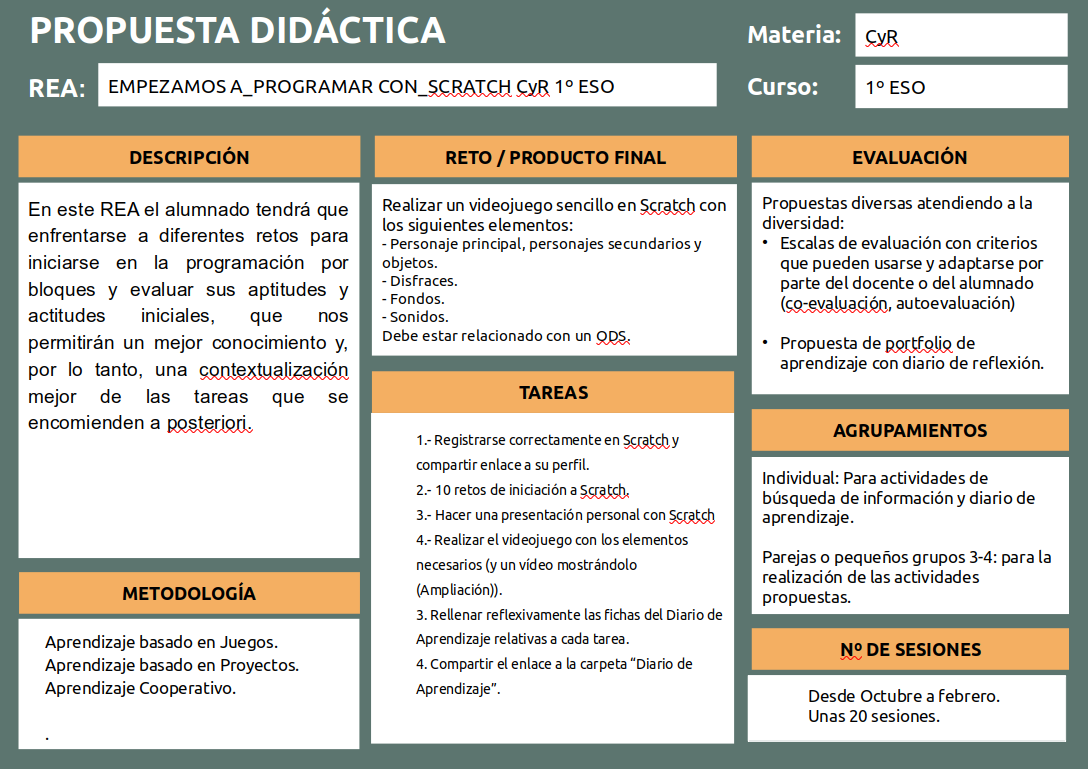 PROPUESTA DIDÁCTICA
Materia:
CyR
REA:
EMPEZAMOS A_PROGRAMAR CON_SCRATCH CyR 1º ESO
Curso:
1º ESO
DESCRIPCIÓN
En este REA el alumnado tendrá que
enfrentarse a diferentes retos para
iniciarse en la programación por
bloques y evaluar sus aptitudes y
actitudes iniciales, que nos
permitirán un mejor conocimiento y,
por lo tanto, una contextualización
mejor de las tareas que se
encomienden a posteriori.
METODOLOGÍA
Aprendizaje basado en Juegos.
Aprendizaje basado en Proyectos.
Aprendizaje Cooperativo.
.
RETO / PRODUCTO FINAL
Realizar un videojuego sencillo en Scratch con
los siguientes elementos:
- Personaje principal, personajes secundarios y
objetos.
- Disfraces.
- Fondos.
- Sonidos.
Debe estar relacionado con un ODS.
TAREAS
1.- Registrarse correctamente en Scratch y
compartir enlace a su perfil.
2.- 10 retos de iniciación a Scratch.
3.- Hacer una presentación personal con Scratch
4.- Realizar el videojuego con los elementos
necesarios (y un vídeo mostrándolo
(Ampliación)).
3. Rellenar reflexivamente las fichas del Diario de
Aprendizaje relativas a cada tarea.
4. Compartir el enlace a la carpeta “Diario de
Aprendizaje”.
EVALUACIÓN
Propuestas diversas atendiendo a la
diversidad:
• Escalas de evaluación con criterios
que pueden usarse y adaptarse por
parte del docente o del alumnado
(co-evaluación, autoevaluación)
• Propuesta de portfolio de
aprendizaje con diario de reflexión.
AGRUPAMIENTOS
Individual: Para actividades de
búsqueda de información y diario de
aprendizaje.
Parejas o pequeños grupos 3-4: para la
realización de las actividades
propuestas.
Nº DE SESIONES
Desde Octubre a febrero.
Unas 20 sesiones.